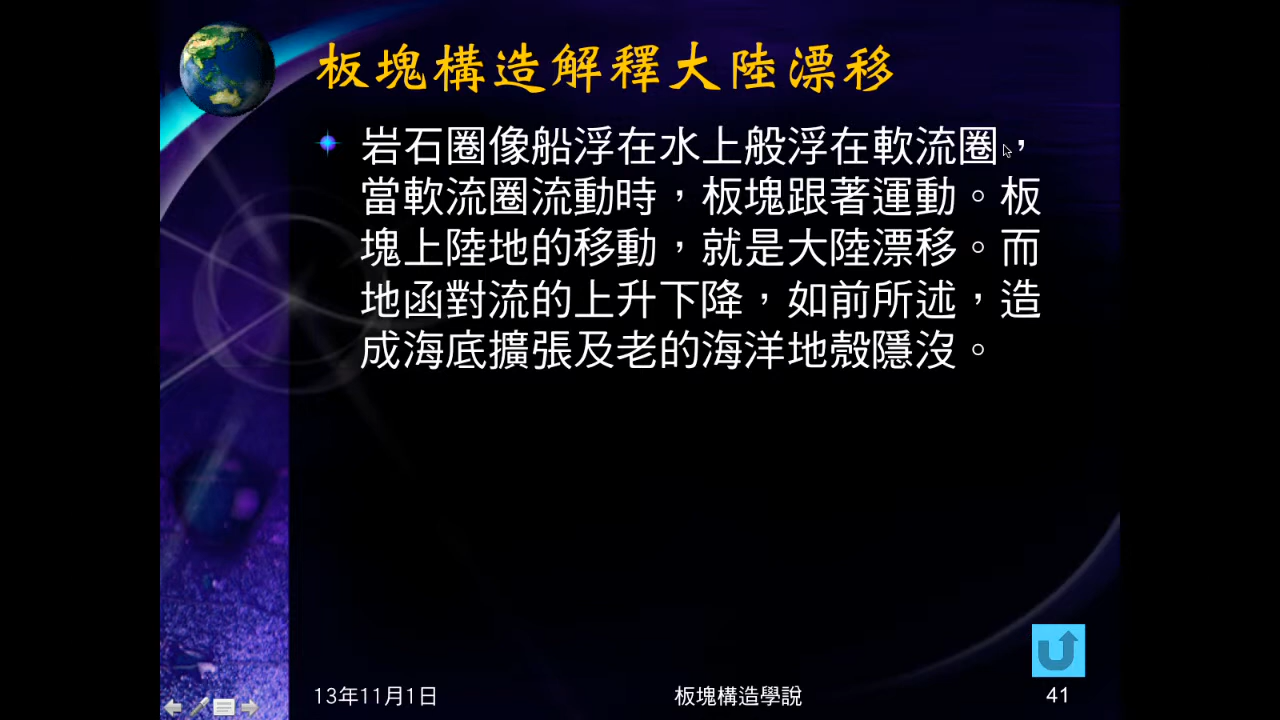 板塊構造解釋大陸漂移
岩石圈像船浮在水上般浮在軟流圈，
當軟流圈流動時，板塊跟著運動。板
塊上陸地的移動，就是大陸漂移。而
地函對流的上升下降，如前所述，造
成海底擴張及老的海洋地殼隱沒。
13年11月1日
板塊構造學說
41